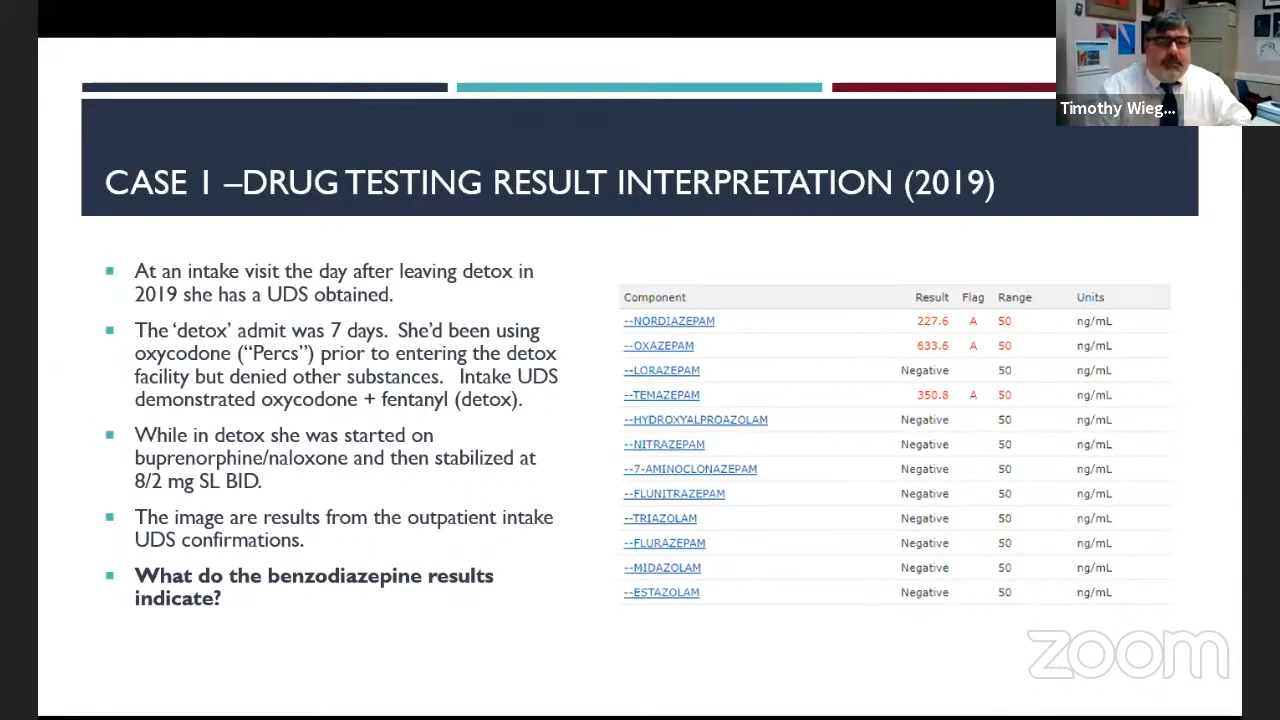 Timothy Wieg...
CASE 1 –DRUG TESTING RESULT INTERPRETATION (2019)
At an intake visit the day after leaving detox in
2019 she has a UDS obtained.
The ‘detox’ admit was 7 days. She’d been using
oxycodone (“Percs”) prior to entering the detox
facility but denied other substances. Intake UDS
demonstrated oxycodone + fentanyl (detox).
While in detox she was started on
buprenorphine/naloxone and then stabilized at
8/2 mg SL BID.
The image are results from the outpatient intake
UDS confirmations.
What do the benzodiazepine results
indicate?
Component Result Flag Range Units
--NORDIAZEPAM 227.6 A 50 ng/mL
--OXAZEPAM 633.6 A 50 ng/mL
--LORAZEPAM Negative 50 ng/mL
--TEMAZEPAM 350.8 A 50 ng/mL
--HYDROXYALPROAZOLAM Negative 50 ng/mL
--NITRAZEPAM Negative 50 ng/mL
--7-AMINOCLONAZEPAM Negative 50 ng/mL
--FLUNITRAZEPAM Negative 50 ng/mL
--TRIAZOLAM Negative 50 ng/mL
--FLURAZEPAM Negative 50 ng/mL
--MIDAZOLAM Negative 50 ng/mL
--ESTAZOLAM Negative 50 ng/mL
zoom